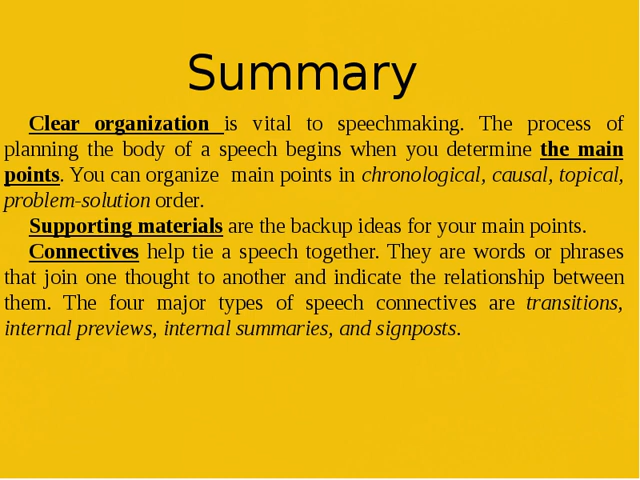 Summary
Clear organization is vital to speechmaking. The process of
planning the body of a speech begins when you determine the main
points. You can organize main points in chronological, causal, topical,
problem-solution order.
Supporting materials are the backup ideas for your main points.
Connectives help tie a speech together. They are words or phrases
that join one thought to another and indicate the relationship between
them. The four major types of speech connectives are transitions,
internal previews, internal summaries, and signposts.